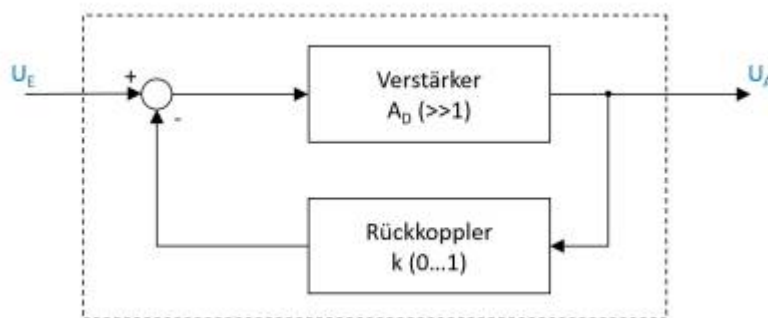 U_E
+
-
Verstärker
A_D (>>1)
U_A
Rückkoppler
k (0...1)